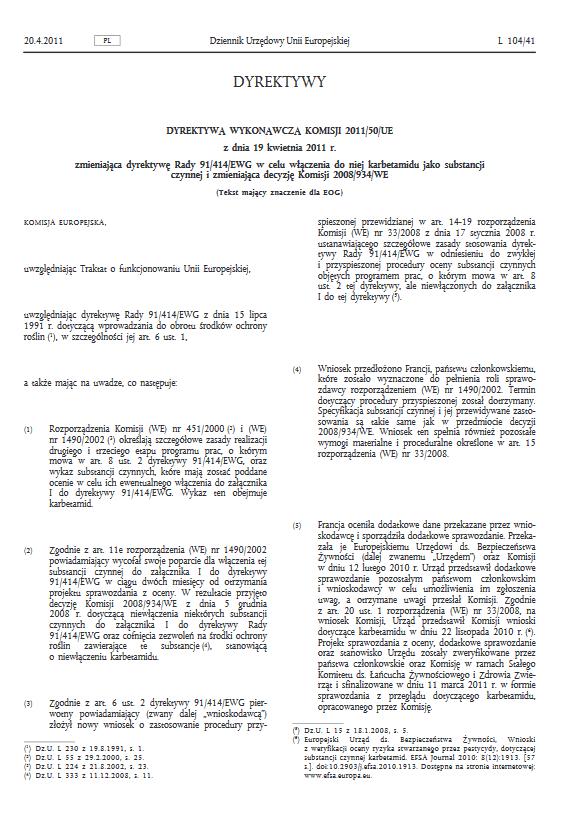 20.4.2011
PL
Dziennik Urzędowy Unii Europejskiej
L 104/41
DYREKTYWY
DYREKTYWA WYKONAWCZA KOMISJI 2011/50/UE
z dnia 19 kwietnia 2011 r.
zmieniająca dyrektywę Rady 91/414/EWG w celu włączenia do niej karbetamidu jako substancji
czynnej i zmieniająca decyzję Komisji 2008/934/WE
(Tekst mający znaczenie dla EOG)
KOMISJA EUROPEJSKA,
uwzględniając Traktat o funkcjonowaniu Unii Europejskiej,
uwzględniając dyrektywę Rady 91/414/EWG z dnia 15 lipca
1991 r. dotyczącą wprowadzania do obrotu środków ochrony
roślin (1), w szczególności jej art. 6 ust. 1,
a także mając na uwadze, co następuje:
(1) Rozporządzenia Komisji (WE) nr 451/2000 (2) i (WE)
nr 1490/2002 (3) określają szczegółowe zasady realizacji
drugiego i trzeciego etapu programu prac, o którym
mowa w art. 8 ust. 2 dyrektywy 91/414/EWG, oraz
wykaz substancji czynnych, które mają zostać poddane
ocenie w celu ich ewentualnego włączenia do załącznika
I do dyrektywy 91/414/EWG. Wykaz ten obejmuje
karbetamid.
(2) Zgodnie z art. 11e rozporządzenia (WE) nr 1490/2002
powiadamiający wycofał swoje poparcie dla włączenia tej
substancji czynnej do załącznika I do dyrektywy
91/414/EWG w ciągu dwóch miesięcy od otrzymania
projektu sprawozdania z oceny. W rezultacie przyjęto
decyzję Komisji 2008/934/WE z dnia 5 grudnia
2008 r. dotyczącą niewłączenia niektórych substancji
czynnych do załącznika I do dyrektywy Rady
91/414/EWG oraz cofnięcia zezwoleń na środki ochrony
roślin zawierające te substancje (4), stanowiącą
o niewłączeniu karbetamidu.
(3) Zgodnie z art. 6 ust. 2 dyrektywy 91/414/EWG pier-
wotny powiadamiający (zwany dalej „wnioskodawcą”)
złożył nowy wniosek o zastosowanie procedury przy-
(1) Dz.U. L 230 z 19.8.1991, s. 1.
(2) Dz.U. L 55 z 29.2.2000, s. 25.
(3) Dz.U. L 224 z 21.8.2002, s. 23.
(4) Dz.U. L 333 z 11.12.2008, s. 11.
spieszonej przewidzianej w art. 14-19 rozporządzenia
Komisji (WE) nr 33/2008 z dnia 17 stycznia 2008 r.
ustanawiającego szczegółowe zasady stosowania dyrek-
tywy Rady 91/414/EWG w odniesieniu do zwykłej
i przyspieszonej procedury oceny substancji czynnych
objętych programem prac, o którym mowa w art. 8
ust. 2 tej dyrektywy, ale niewłączonych do załącznika
I do tej dyrektywy (5).
(4) Wniosek przedłożono Francji, państwu członkowskiemu,
które zostało wyznaczone do pełnienia roli sprawo-
zdawcy rozporządzeniem (WE) nr 1490/2002. Termin
dotyczący procedury przyspieszonej został dotrzymany.
Specyfikacja substancji czynnej i jej przewidywane zasto-
sowania są takie same jak w przedmiocie decyzji
2008/934/WE. Wniosek ten spełnia również pozostałe
wymogi materialne i proceduralne określone w art. 15
rozporządzenia (WE) nr 33/2008.
(5) Francja oceniła dodatkowe dane przekazane przez wnio-
skodawcę i sporządziła dodatkowe sprawozdanie. Przeka-
zała je Europejskiemu Urzędowi ds. Bezpieczeństwa
Żywności (dalej zwanemu „Urzędem”) oraz Komisji
w dniu 12 lutego 2010 r. Urząd przedstawił dodatkowe
sprawozdanie pozostałym państwom członkowskim
i wnioskodawcy w celu umożliwienia im zgłoszenia
uwag, a otrzymane uwagi przesłał Komisji. Zgodnie
z art. 20 ust. 1 rozporządzenia (WE) nr 33/2008, na
wniosek Komisji, Urząd przedstawił Komisji wnioski
dotyczące karbetamidu w dniu 22 listopada 2010 r. (6).
Projekt sprawozdania z oceny, dodatkowe sprawozdanie
oraz stanowisko Urzędu zostały zweryfikowane przez
państwa członkowskie oraz Komisję w ramach Stałego
Komitetu ds. Łańcucha Żywnościowego i Zdrowia Zwie-
rząt i sfinalizowane w dniu 11 marca 2011 r. w formie
sprawozdania z przeglądu dotyczącego karbetamidu,
opracowanego przez Komisję.
(5) Dz.U. L 15 z 18.1.2008, s. 5.
(6) Europejski Urząd ds. Bezpieczeństwa Żywności, Wnioski
z weryfikacji oceny ryzyka stwarzanego przez pestycydy, dotyczącej
substancji czynnej karbetamid. EFSA Journal 2010; 8(12):1913. [57
s.]. doi:10.2903/j.efsa.2010.1913. Dostępne na stronie internetowej:
www.efsa.europa.eu.